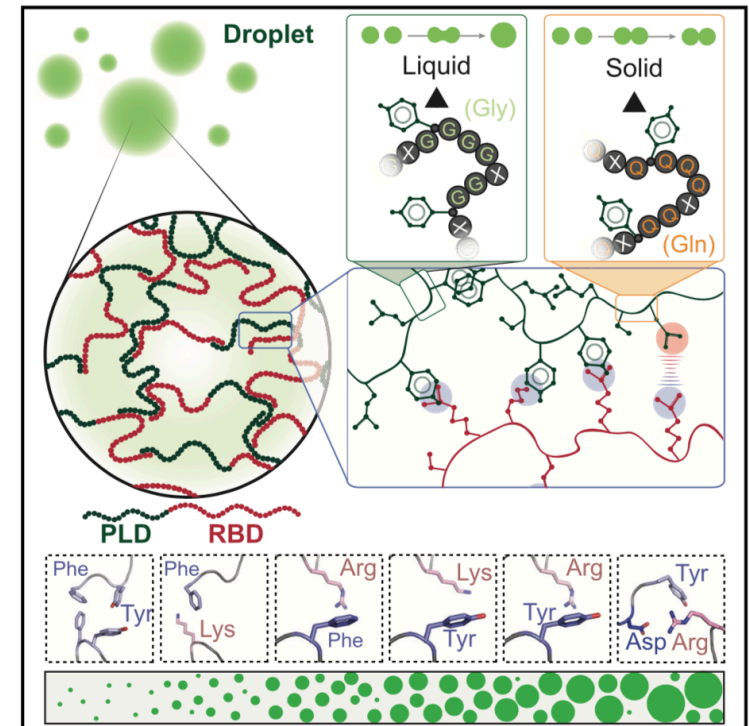 Droplet
Liquid
(Gly)
X G G G G X G G X
Solid
X Q Q Q Q X Q Q X
(Gln)
PLD RBD
Phe Tyr
Phe Lys
Arg Phe
Lys Tyr
Arg Tyr
Tyr Asp Arg